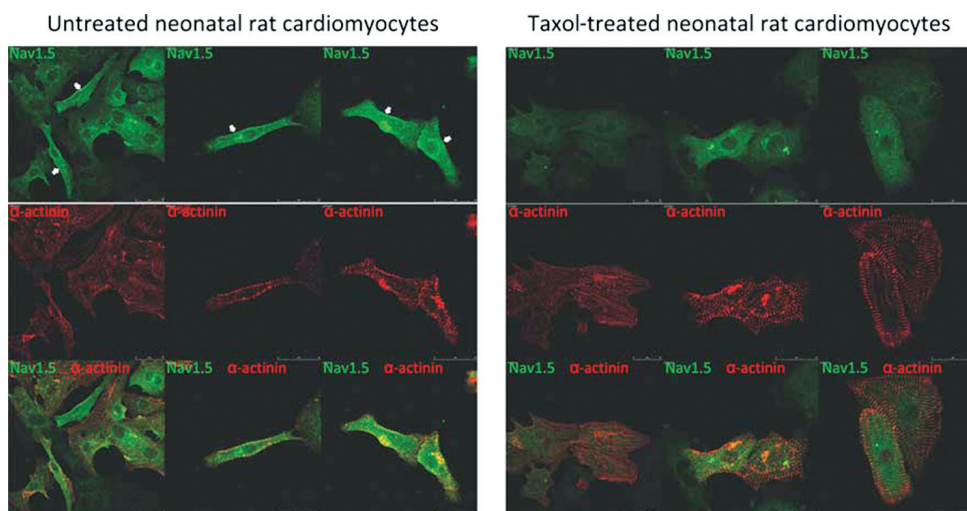 Untreated neonatal rat cardiomyocytes
Taxol-treated neonatal rat cardiomyocytes
Nav1.5 Nav1.5 Nav1.5 Nav1.5 Nav1.5 Nav1.5
α-actinin α-actinin α-actinin α-actinin α-actinin α-actinin
Nav1.5 α-actinin Nav1.5 α-actinin Nav1.5 α-actinin Nav1.5 α-actinin Nav1.5 α-actinin Nav1.5 α-actinin